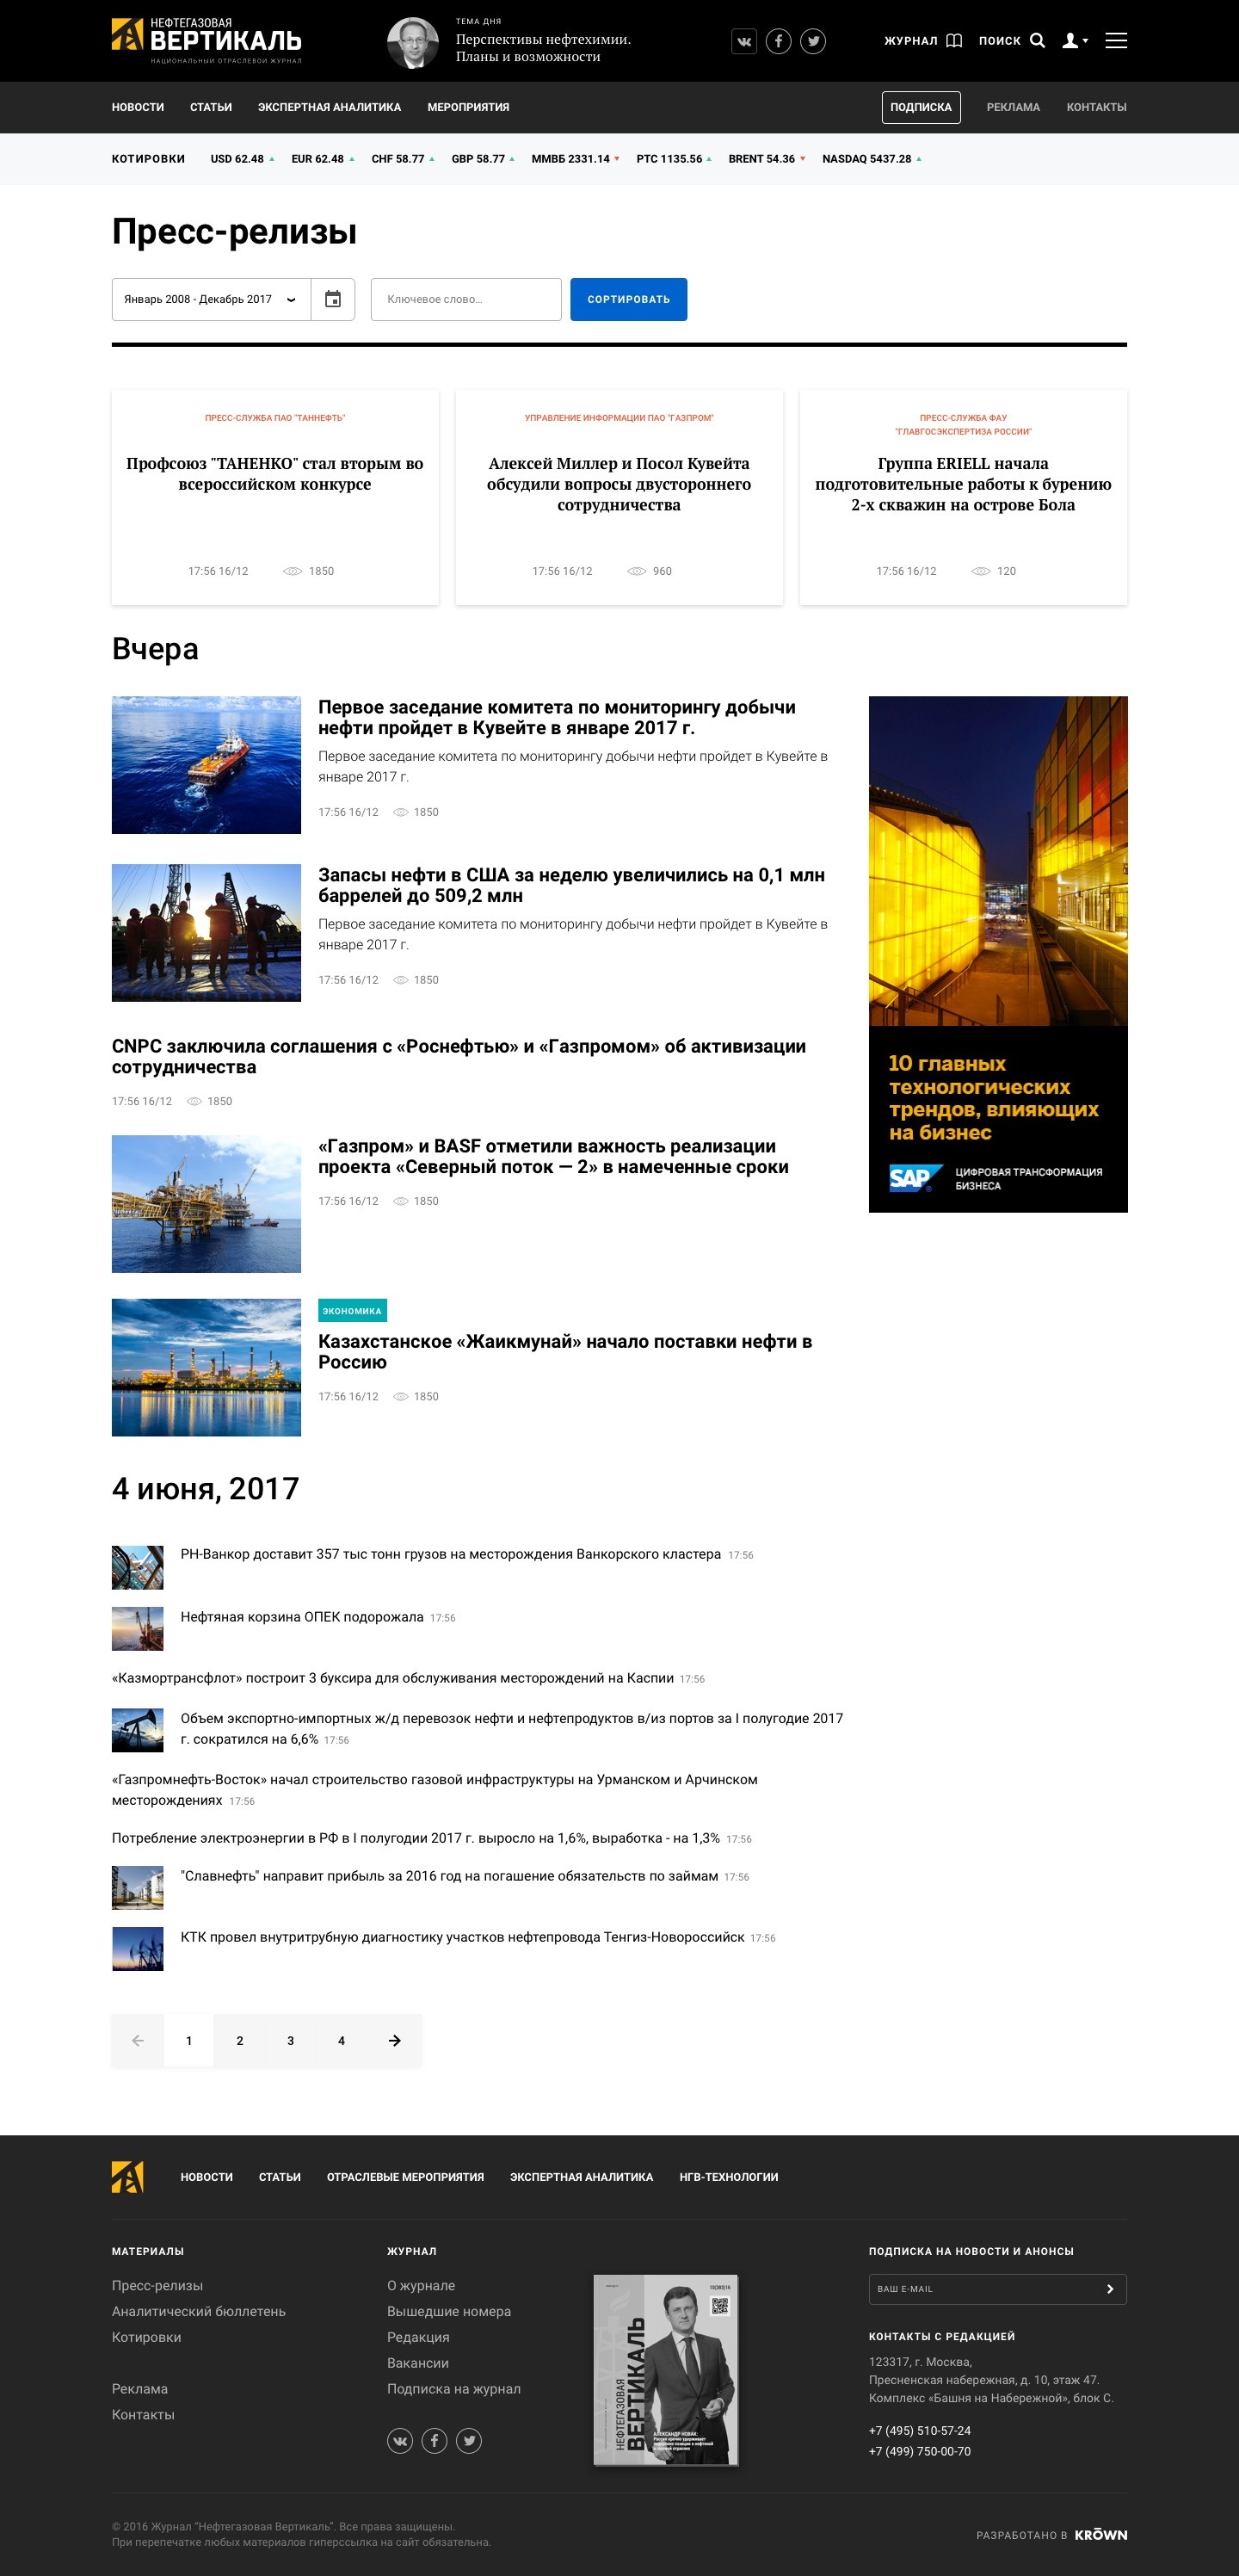 НЕФТЕГАЗОВАЯ
ВЕРТИКАЛЬ
НАЦИОНАЛЬНЫЙ ОТРАСЛЕВОЙ ЖУРНАЛ
ТЕМА ДНЯ
Перспективы нефтехимии.
Планы и возможности
ЖУРНАЛ
ПОИСК
НОВОСТИ СТАТЬИ ЭКСПЕРТНАЯ АНАЛИТИКА МЕРОПРИЯТИЯ ПОДПИСКА РЕКЛАМА КОНТАКТЫ
КОТИРОВКИ USD 62.48 EUR 62.48 CHF 58.77 GBP 58.77 ММВБ 2331.14 РТС 1135.56 BRENT 54.36 NASDAQ 5437.28
Пресс-релизы
Январь 2008 - Декабрь 2017
Ключевое слово...
СОРТИРОВАТЬ
ПРЕСС-СЛУЖБА ПАО "ТАННЕФТЬ"
Профсоюз "ТАНЕНКО" стал вторым во
всероссийском конкурсе
17:56 16/12 1850
УПРАВЛЕНИЕ ИНФОРМАЦИИ ПАО "ГАЗПРОМ"
Алексей Миллер и Посол Кувейта
обсудили вопросы двустороннего
сотрудничества
17:56 16/12 960
ПРЕСС-СЛУЖБА ФАУ
"ГЛАВГОСЭКСПЕРТИЗА РОССИИ"
Группа ERIELL начала
подготовительные работы к бурению
2-х скважин на острове Бола
17:56 16/12 120
Вчера
Первое заседание комитета по мониторингу добычи
нефти пройдет в Кувейте в январе 2017 г.
Первое заседание комитета по мониторингу добычи нефти пройдет в Кувейте в
январе 2017 г.
17:56 16/12 1850
Запасы нефти в США за неделю увеличились на 0,1 млн
баррелей до 509,2 млн
Первое заседание комитета по мониторингу добычи нефти пройдет в Кувейте в
январе 2017 г.
17:56 16/12 1850
CNPC заключила соглашения с «Роснефтью» и «Газпромом» об активизации
сотрудничества
17:56 16/12 1850
«Газпром» и BASF отметили важность реализации
проекта «Северный поток — 2» в намеченные сроки
17:56 16/12 1850
ЭКОНОМИКА
Казахстанское «Жаикмунай» начало поставки нефти в
Россию
17:56 16/12 1850
10 главных
технологических
трендов, влияющих
на бизнес
SAP
ЦИФРОВАЯ ТРАНСФОРМАЦИЯ
БИЗНЕСА
4 июня, 2017
РН-Ванкор доставит 357 тыс тонн грузов на месторождения Ванкорского кластера 17:56
Нефтяная корзина ОПЕК подорожала 17:56
«Казмортрансфлот» построит 3 буксира для обслуживания месторождений на Каспии 17:56
Объем экспортно-импортных ж/д перевозок нефти и нефтепродуктов в/из портов за I полугодие 2017
г. сократился на 6,6% 17:56
«Газпромнефть-Восток» начал строительство газовой инфраструктуры на Урманском и Арчинском
месторождениях 17:56
Потребление электроэнергии в РФ в I полугодии 2017 г. выросло на 1,6%, выработка - на 1,3% 17:56
"Славнефть" направит прибыль за 2016 год на погашение обязательств по займам 17:56
КТК провел внутритрубную диагностику участков нефтепровода Тенгиз-Новороссийск 17:56
1 2 3 4
НОВОСТИ СТАТЬИ ОТРАСЛЕВЫЕ МЕРОПРИЯТИЯ ЭКСПЕРТНАЯ АНАЛИТИКА НГВ-ТЕХНОЛОГИИ
МАТЕРИАЛЫ
Пресс-релизы
Аналитический бюллетень
Котировки
Реклама
Контакты
ЖУРНАЛ
О журнале
Вышедшие номера
Редакция
Вакансии
Подписка на журнал
НЕФТЕГАЗОВАЯ
ВЕРТИКАЛЬ
АЛЕКСАНДР НОВАК:
ПОДПИСКА НА НОВОСТИ И АНОНСЫ
ВАШ E-MAIL
КОНТАКТЫ С РЕДАКЦИЕЙ
123317, г. Москва,
Пресненская набережная, д. 10, этаж 47.
Комплекс «Башня на Набережной», блок С.
+7 (495) 510-57-24
+7 (499) 750-00-70
© 2016 Журнал "Нефтегазовая Вертикаль". Все права защищены.
При перепечатке любых материалов гиперссылка на сайт обязательна.
РАЗРАБОТАНО В KRŌWN